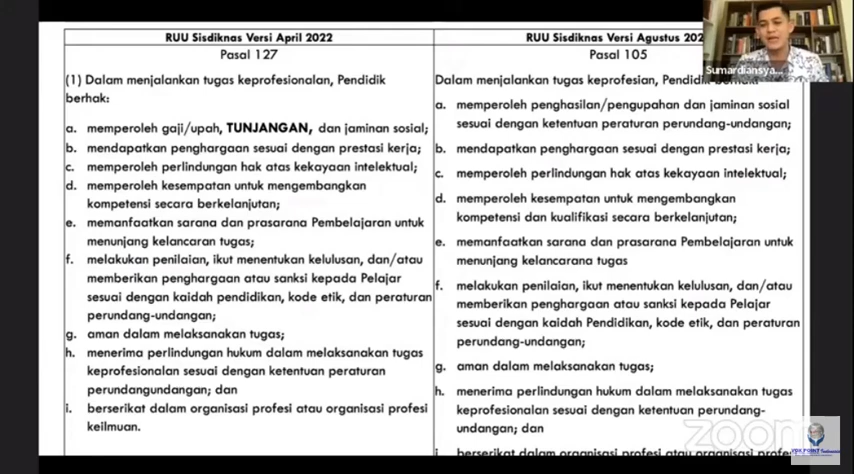 RUU Sisdiknas Versi April 2022
Pasal 127
(1) Dalam menjalankan tugas keprofesionalan, Pendidik
berhak:
a. memperoleh gaji/upah, TUNJANGAN, dan jaminan sosial;
b. mendapatkan penghargaan sesuai dengan prestasi kerja;
c. memperoleh perlindungan hak atas kekayaan intelektual;
d. memperoleh kesempatan untuk mengembangkan
kompetensi secara berkelanjutan;
e. memanfaatkan sarana dan prasarana Pembelajaran untuk
menunjang kelancaran tugas;
f. melakukan penilaian, ikut menentukan kelulusan, dan/atau
memberikan penghargaan atau sanksi kepada Pelajar
sesuai dengan kaidah pendidikan, kode etik, dan peraturan
perundang-undangan;
g. aman dalam melaksanakan tugas;
h. menerima perlindungan hukum dalam melaksanakan tugas
keprofesionalan sesuai dengan ketentuan peraturan
perundangundangan; dan
i. berserikat dalam organisasi profesi atau organisasi profesi
keilmuan.
RUU Sisdiknas Versi Agustus 202
Pasal 105
Dalam menjalankan tugas keprofesian, Pendidik
a. memperoleh penghasilan/pengupahan dan jaminan sosial
sesuai dengan ketentuan peraturan perundang-undangan;
b. mendapatkan penghargaan sesuai dengan prestasi kerja;
c. memperoleh perlindungan hak atas kekayaan intelektual;
d. memperoleh kesempatan untuk mengembangkan
kompetensi dan kualifikasi secara berkelanjutan;
e. memanfaatkan sarana dan prasarana Pembelajaran untuk
menunjang kelancarana tugas
f. melakukan penilaian, ikut menentukan kelulusan, dan/atau
memberikan penghargaan atau sanksi kepada Pelajar
sesuai dengan kaidah Pendidikan, kode etik, dan peraturan
perundang-undangan;
g. aman dalam melaksanakan tugas;
h. menerima perlindungan hukum dalam melaksanakan tugas
keprofesionalan sesuai dengan ketentuan perundang-
undangan; dan
i. berserikat dalam organisasi profesi atau organisasi profe
Sumardiansya...
zoom